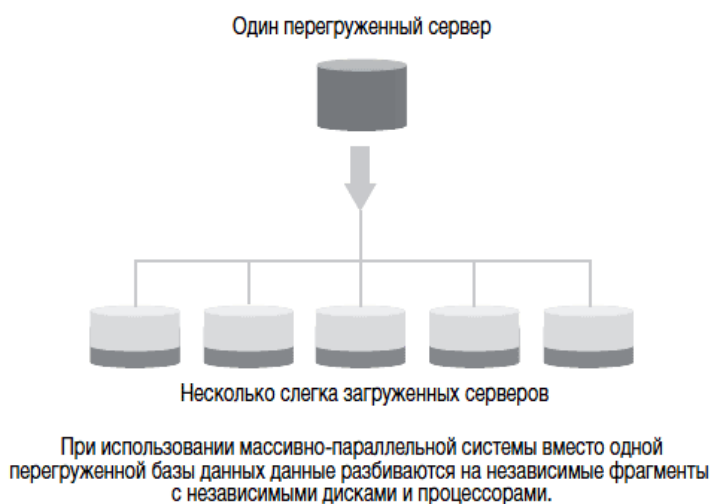 Один перегруженный сервер
Несколько слегка загруженных серверов
При использовании массивно-параллельной системы вместо одной
перегруженной базы данных данные разбиваются на независимые фрагменты
с независимыми дисками и процессорами.